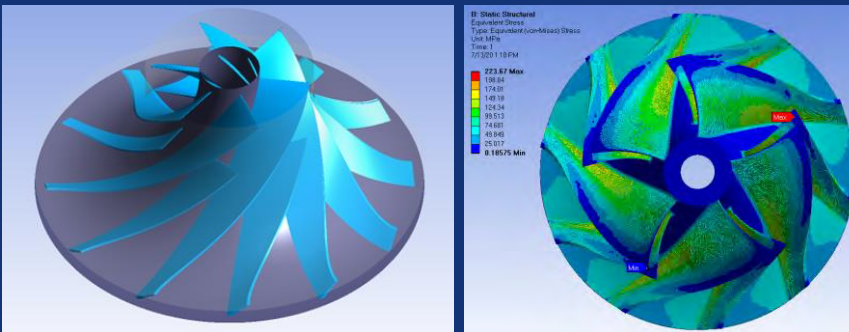 B: Static Structural
Equivalent Stress
Type: Equivalent (von-Mises) Stress
Unit: MPa
Time: 1
223.67 Max
198.84
174.01
149.18
124.34
99.513
74.681
49.849
25.017
0.18575 Min
Max
Min